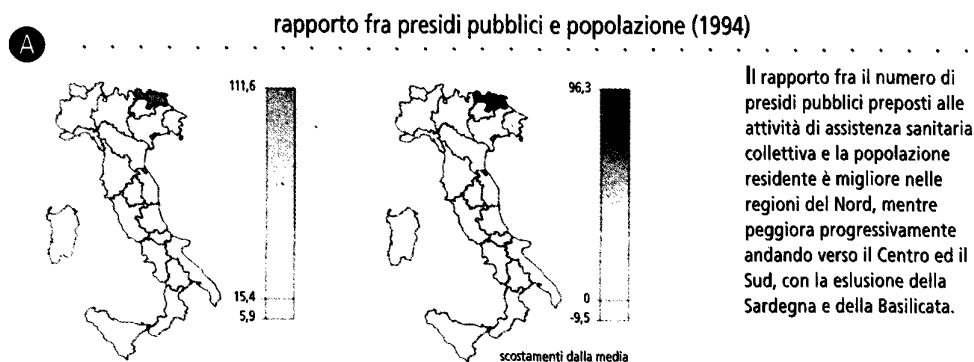 rapporto fra presidi pubblici e popolazione (1994)
A
111,6
15,4
5,9
96,3
0
-9,5
scostamenti dalla media
Il rapporto fra il numero di
presidi pubblici preposti alle
attività di assistenza sanitaria
collettiva e la popolazione
residente è migliore nelle
regioni del Nord, mentre
peggiora progressivamente
andando verso il Centro ed il
Sud, con la eslusione della
Sardegna e della Basilicata.